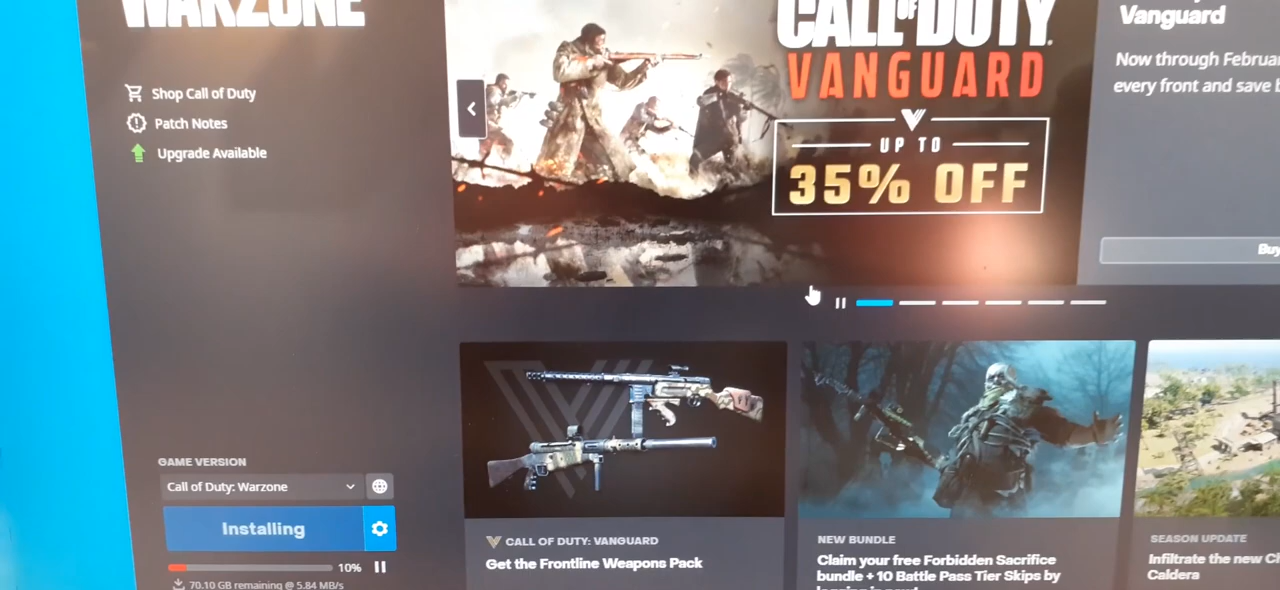 WARZONE
Shop Call of Duty
Patch Notes
Upgrade Available
CALL OF DUTY
VANGUARD
UP TO
35% OFF
Vanguard
Now through
every front and save
Buy
GAME VERSION
Call of Duty: Warzone
Installing
10%
70.10 GB remaining @ 5.84 MB/s
CALL OF DUTY: VANGUARD
Get the Frontline Weapons Pack
NEW BUNDLE
Claim your free Forbidden Sacrifice
bundle + 10 Battle Pass Tier Skips by
SEASON UPDATE
Infiltrate the new
Caldera